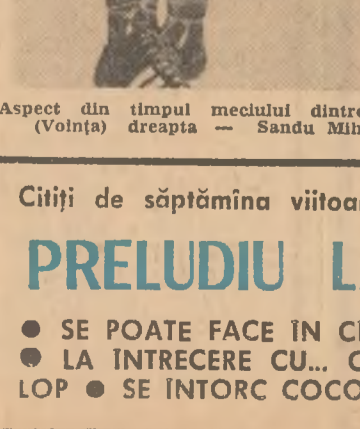 Aspect din timpul meciului dintre
(Voința) dreapta — Sandu Mih
Citiți de săptămîna viitoa
PRELUDIU L
● SE POATE FACE ÎN C
● LA ÎNTRECERE CU... C
LOP ● SE ÎNTORC COCO